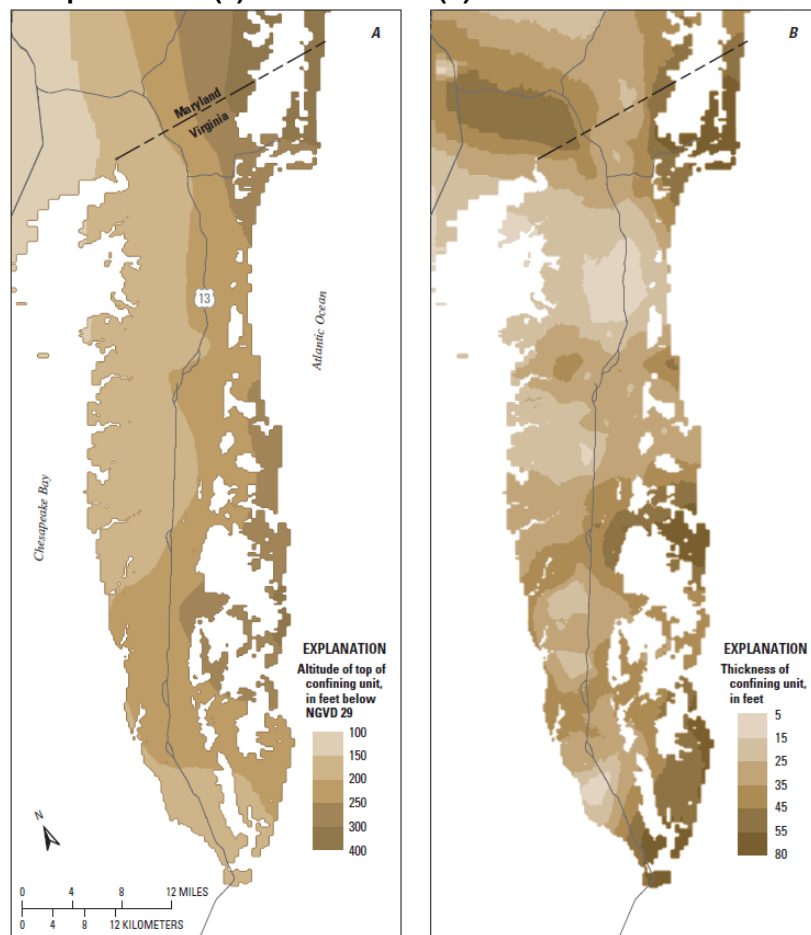 A
Maryland
Virginia
13
Atlantic Ocean
Chesapeake Bay
EXPLANATION
Altitude of top of
confining unit,
in feet below
NGVD 29
100
150
200
250
300
400
N
0 4 8 12 MILES
0 4 8 12 KILOMETERS
B
EXPLANATION
Thickness of
confining unit,
in feet
5
15
25
35
45
55
80